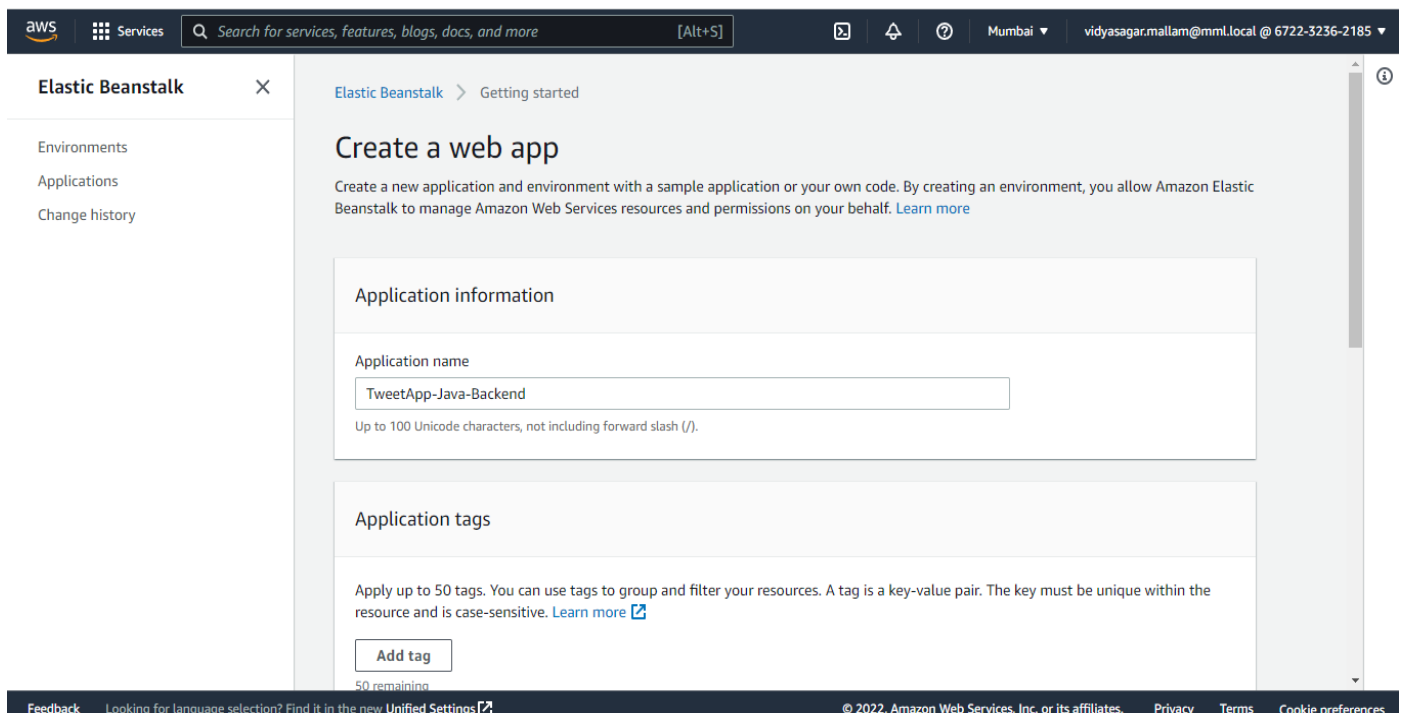 aws
Services
Search for services, features, blogs, docs, and more
[Alt+S]
Mumbai ▼
vidyasagar.mallam@mml.local @ 6722-3236-2185 ▼
Elastic Beanstalk
Environments
Applications
Change history
Elastic Beanstalk > Getting started
Create a web app
Create a new application and environment with a sample application or your own code. By creating an environment, you allow Amazon Elastic
Beanstalk to manage Amazon Web Services resources and permissions on your behalf. Learn more
Application information
Application name
TweetApp-Java-Backend
Up to 100 Unicode characters, not including forward slash (/).
Application tags
Apply up to 50 tags. You can use tags to group and filter your resources. A tag is a key-value pair. The key must be unique within the
resource and is case-sensitive. Learn more
Add tag
50 remaining
Feedback
Looking for language selection? Find it in the new Unified Settings
© 2022, Amazon Web Services, Inc. or its affiliates.
Privacy
Terms
Cookie preferences